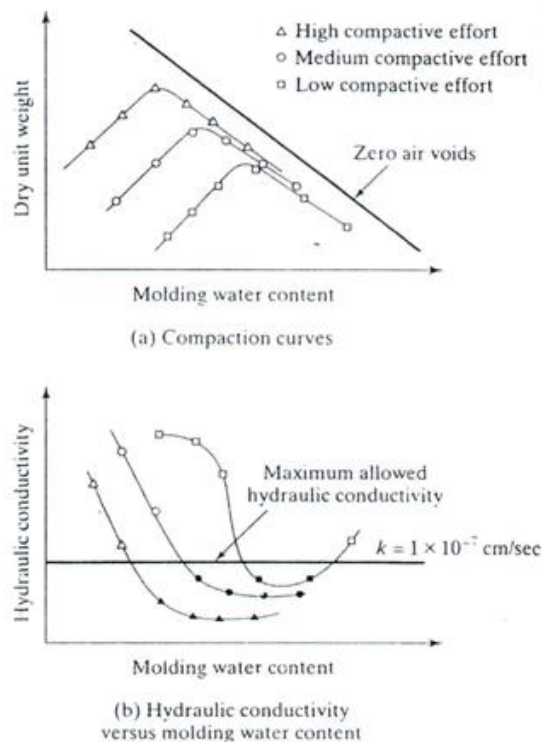 △ High compactive effort
○ Medium compactive effort
□ Low compactive effort
Zero air voids
Dry unit weight
Molding water content
(a) Compaction curves
Maximum allowed
hydraulic conductivity
k = 1 × 10⁻⁷ cm/sec
Hydraulic conductivity
Molding water content
(b) Hydraulic conductivity
versus molding water content